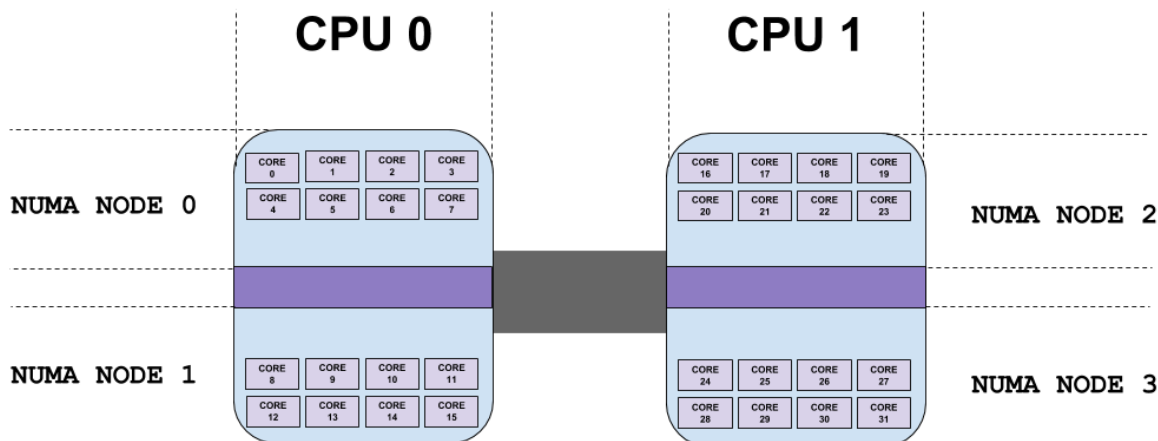 CPU 0
CPU 1
NUMA NODE 0
CORE
0
CORE
1
CORE
2
CORE
3
CORE
4
CORE
5
CORE
6
CORE
7
CORE
16
CORE
17
CORE
18
CORE
19
CORE
20
CORE
21
CORE
22
CORE
23
NUMA NODE 2
NUMA NODE 1
CORE
8
CORE
9
CORE
10
CORE
11
CORE
12
CORE
13
CORE
14
CORE
15
CORE
24
CORE
25
CORE
26
CORE
27
CORE
28
CORE
29
CORE
30
CORE
31
NUMA NODE 3